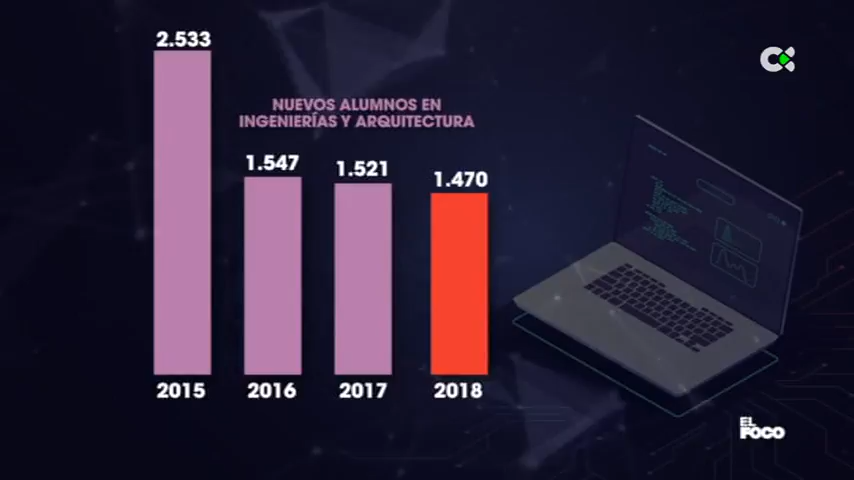 2.533
NUEVOS ALUMNOS EN
INGENIERÍAS Y ARQUITECTURA
1.547
1.521
1.470
2015
2016
2017
2018
EL
FOCO